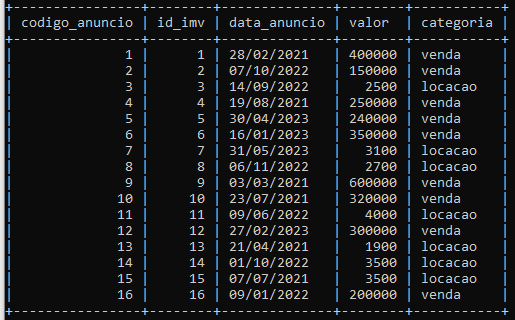 +----------------+--------+--------------+--------+-----------+
| codigo_anuncio | id_imv | data_anuncio | valor  | categoria |
+----------------+--------+--------------+--------+-----------+
|              1 |      1 | 28/02/2021   | 400000 | venda     |
|              2 |      2 | 07/10/2022   | 150000 | venda     |
|              3 |      3 | 14/09/2022   |   2500 | locacao   |
|              4 |      4 | 19/08/2021   | 250000 | venda     |
|              5 |      5 | 30/04/2023   | 240000 | venda     |
|              6 |      6 | 16/01/2023   | 350000 | venda     |
|              7 |      7 | 31/05/2023   |   3100 | locacao   |
|              8 |      8 | 06/11/2022   |   2700 | locacao   |
|              9 |      9 | 03/03/2021   | 600000 | venda     |
|             10 |     10 | 23/07/2021   | 320000 | venda     |
|             11 |     11 | 09/06/2022   |   4000 | locacao   |
|             12 |     12 | 27/02/2023   | 300000 | venda     |
|             13 |     13 | 21/04/2021   |   1900 | locacao   |
|             14 |     14 | 01/10/2022   |   3500 | locacao   |
|             15 |     15 | 07/07/2021   |   3500 | locacao   |
|             16 |     16 | 09/01/2022   | 200000 | venda     |
+----------------+--------+--------------+--------+-----------+